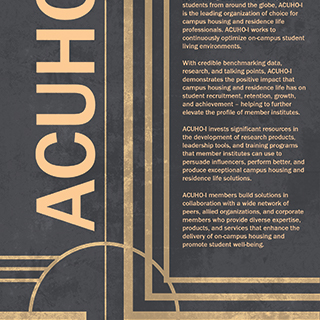 ACUHO
students from around the globe, ACUHO-I
is the leading organization of choice for
campus housing and residence life
professionals. ACUHO-I works to
continuously optimize on-campus student
living environments.
With credible benchmarking data,
research, and talking points, ACUHO-I
demonstrates the positive impact that
campus housing and residence life has on
student recruitment, retention, growth,
and achievement – helping to further
elevate the profile of member institutes.
ACUHO-I invests significant resources in
the development of research products,
leadership tools, and training programs
that member institutes can use to
persuade influencers, perform better, and
produce exceptional campus housing and
residence life solutions.
ACUHO-I members build solutions in
collaboration with a wide network of
peers, allied organizations, and corporate
members who provide diverse expertise,
products, and services that enhance the
delivery of on-campus housing and
promote student well-being.